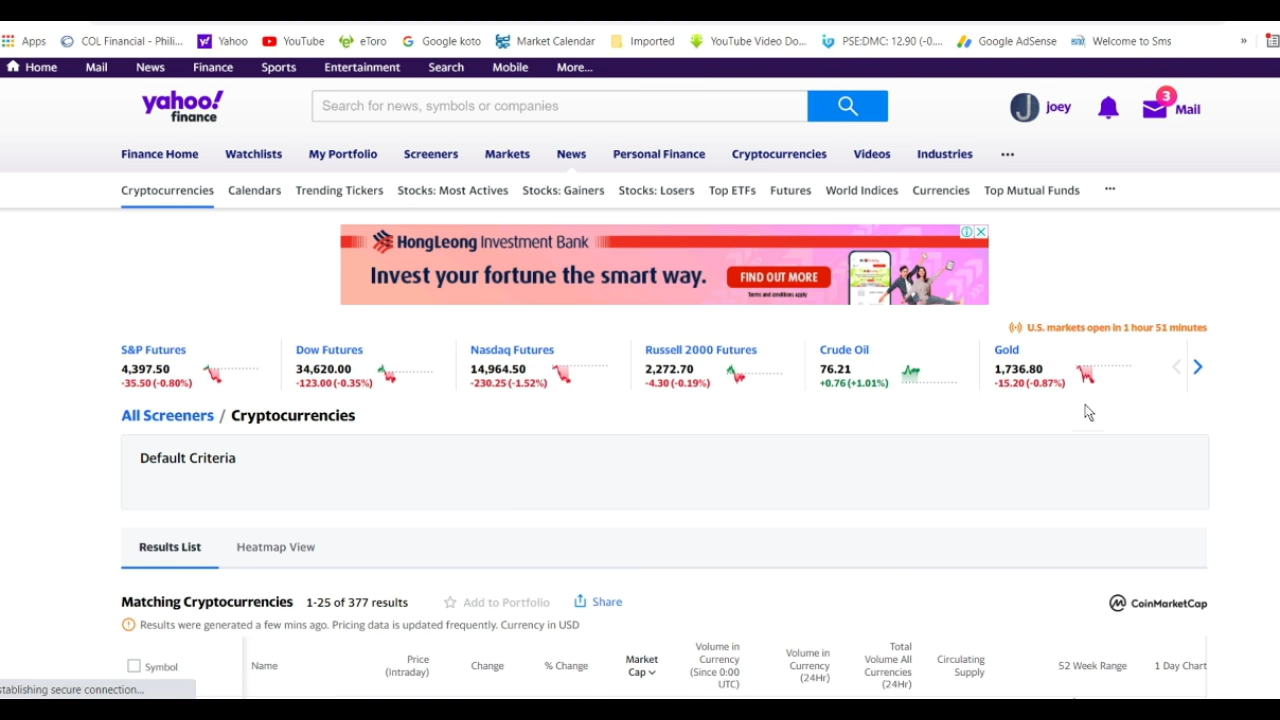 Apps COL Financial - Phili... Yahoo YouTube eToro Google koto Market Calendar Imported YouTube Video Do... PSE:DMC: 12.90 (-0.... Google AdSense Welcome to Sms »
Home Mail News Finance Sports Entertainment Search Mobile More...
yahoo! finance
Search for news, symbols or companies
J joey 3 Mail
Finance Home Watchlists My Portfolio Screeners Markets News Personal Finance Cryptocurrencies Videos Industries •••
Cryptocurrencies Calendars Trending Tickers Stocks: Most Actives Stocks: Gainers Stocks: Losers Top ETFs Futures World Indices Currencies Top Mutual Funds •••
HongLeong Investment Bank
Invest your fortune the smart way. FIND OUT MORE
Terms and conditions apply
U.S. markets open in 1 hour 51 minutes
S&P Futures Dow Futures Nasdaq Futures Russell 2000 Futures Crude Oil Gold
4,397.50 34,620.00 14,964.50 2,272.70 76.21 1,736.80
-35.50 (-0.80%) -123.00 (-0.35%) -230.25 (-1.52%) -4.30 (-0.19%) +0.76 (+1.01%) -15.20 (-0.87%)
All Screeners / Cryptocurrencies
Default Criteria
Results List Heatmap View
Matching Cryptocurrencies 1-25 of 377 results Add to Portfolio Share CoinMarketCap
Results were generated a few mins ago. Pricing data is updated frequently. Currency in USD
Symbol Name Price (Intraday) Change % Change Market Cap Volume in Currency (Since 0:00 UTC) Volume in Currency (24Hr) Total Volume All Currencies (24Hr) Circulating Supply 52 Week Range 1 Day Chart
stablishing secure connection...